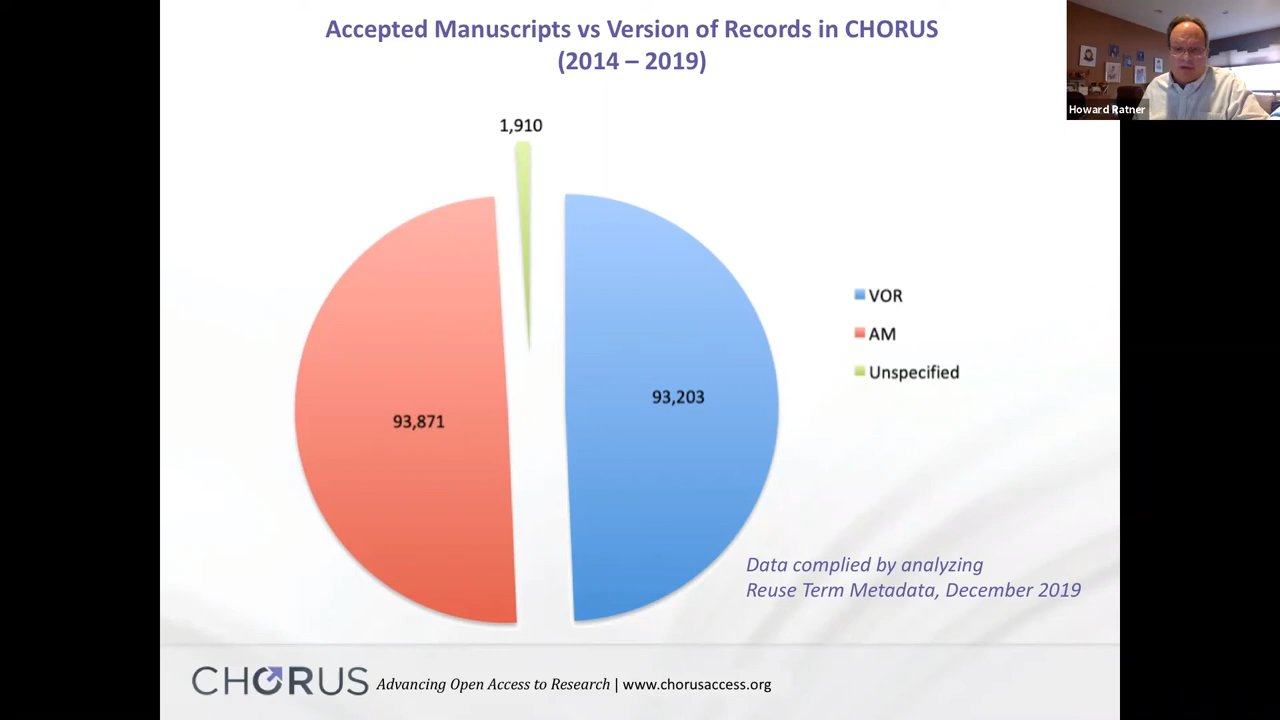 Accepted Manuscripts vs Version of Records in CHORUS
(2014 – 2019)
Howard Ratner
1,910
93,871
93,203
VOR
AM
Unspecified
Data complied by analyzing
Reuse Term Metadata, December 2019
CHORUS Advancing Open Access to Research | www.chorusaccess.org